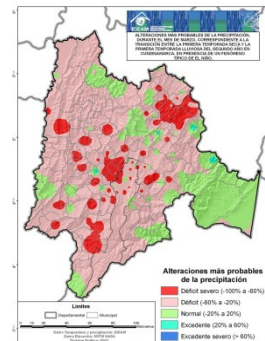 IDEAM
ALTERACIONES MÁS PROBABLES DE LA PRECIPITACIÓN,
DURANTE EL MES DE MARZO, CORRESPONDIENTE A LA
TRANSICIÓN ENTRE LA PRIMERA TEMPORADA SECA Y LA
PRIMERA TEMPORADA LLUVIOSA DEL SEGUNDO AÑO EN
CUNDINAMARCA, EN PRESENCIA DE UN FENÓMENO
TÍPICO DE EL NIÑO.
Alteraciones más probables
de la precipitación
Déficit severo (-100% a -60%)
Déficit (-60% a -20%)
Normal (-20% a 20%)
Excedente (20% a 60%)
Excedente severo (> 60%)
Límites
Departamental
Municipal